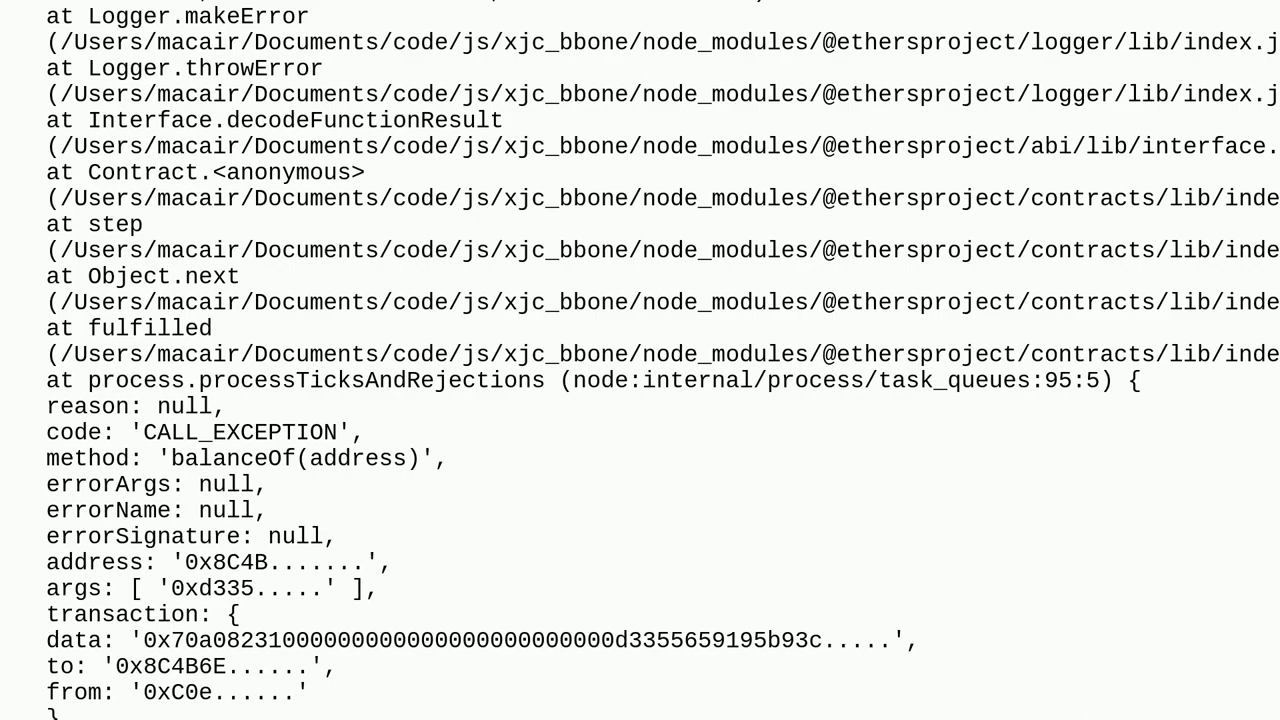 at Logger.makeError
(/Users/macair/Documents/code/js/xjc_bbone/node_modules/@ethersproject/logger/lib/index.j
at Logger.throwError
(/Users/macair/Documents/code/js/xjc_bbone/node_modules/@ethersproject/logger/lib/index.j
at Interface.decodeFunctionResult
(/Users/macair/Documents/code/js/xjc_bbone/node_modules/@ethersproject/abi/lib/interface.
at Contract.<anonymous>
(/Users/macair/Documents/code/js/xjc_bbone/node_modules/@ethersproject/contracts/lib/inde
at step
(/Users/macair/Documents/code/js/xjc_bbone/node_modules/@ethersproject/contracts/lib/inde
at Object.next
(/Users/macair/Documents/code/js/xjc_bbone/node_modules/@ethersproject/contracts/lib/inde
at fulfilled
(/Users/macair/Documents/code/js/xjc_bbone/node_modules/@ethersproject/contracts/lib/inde
at process.processTicksAndRejections (node:internal/process/task_queues:95:5) {
reason: null,
code: 'CALL_EXCEPTION',
method: 'balanceOf(address)',
errorArgs: null,
errorName: null,
errorSignature: null,
address: '0x8C4B.......',
args: [ '0xd335.....' ],
transaction: {
data: '0x70a08231000000000000000000000000d3355659195b93c.....',
to: '0x8C4B6E......',
from: '0xC0e......'
}